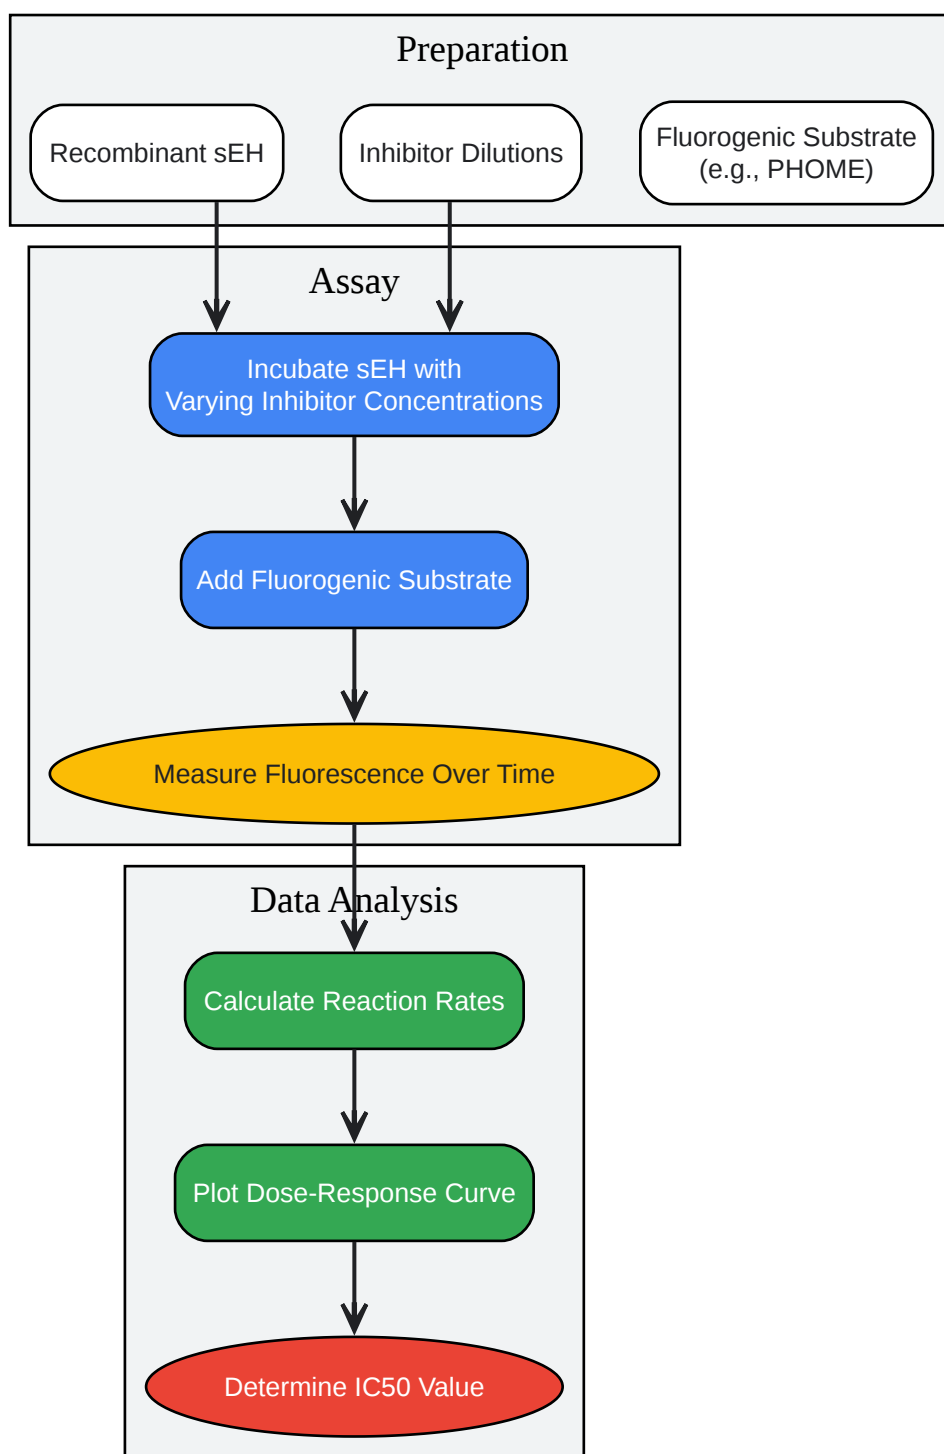 Preparation
Recombinant sEH
Inhibitor Dilutions
Fluorogenic Substrate
(e.g., PHOME)
Assay
Incubate sEH with
Varying Inhibitor Concentrations
Add Fluorogenic Substrate
Measure Fluorescence Over Time
Data Analysis
Calculate Reaction Rates
Plot Dose-Response Curve
Determine IC50 Value